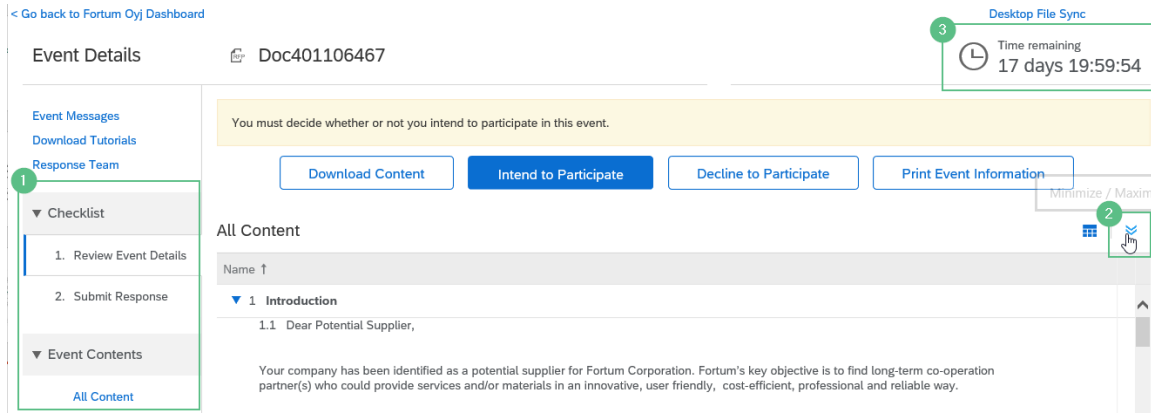 < Go back to Fortum Oyj Dashboard
Desktop File Sync
3
Time remaining
17 days 19:59:54
Event Details
Doc401106467
Event Messages
Download Tutorials
Response Team
You must decide whether or not you intend to participate in this event.
Download Content
Intend to Participate
Decline to Participate
Print Event Information
Minimize / Maxim
1
Checklist
1. Review Event Details
2. Submit Response
Event Contents
All Content
All Content
2
Name ↑
1 Introduction
1.1 Dear Potential Supplier,
Your company has been identified as a potential supplier for Fortum Corporation. Fortum's key objective is to find long-term co-operation
partner(s) who could provide services and/or materials in an innovative, user friendly, cost-efficient, professional and reliable way.